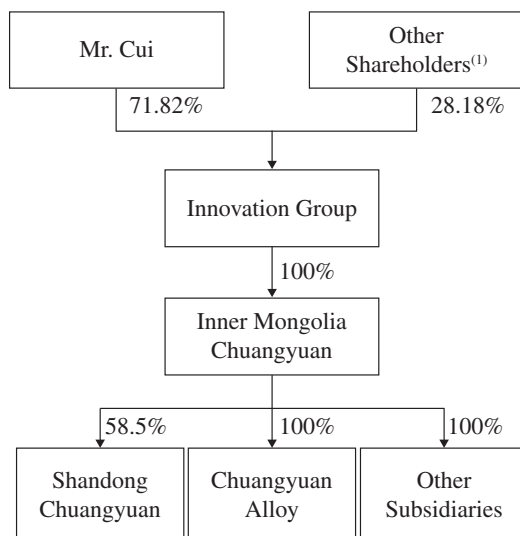 Mr. Cui
Other
Shareholders(1)
71.82%
28.18%
Innovation Group
100%
Inner Mongolia
Chuangyuan
58.5%
100%
100%
Shandong
Chuangyuan
Chuangyuan
Alloy
Other
Subsidiaries